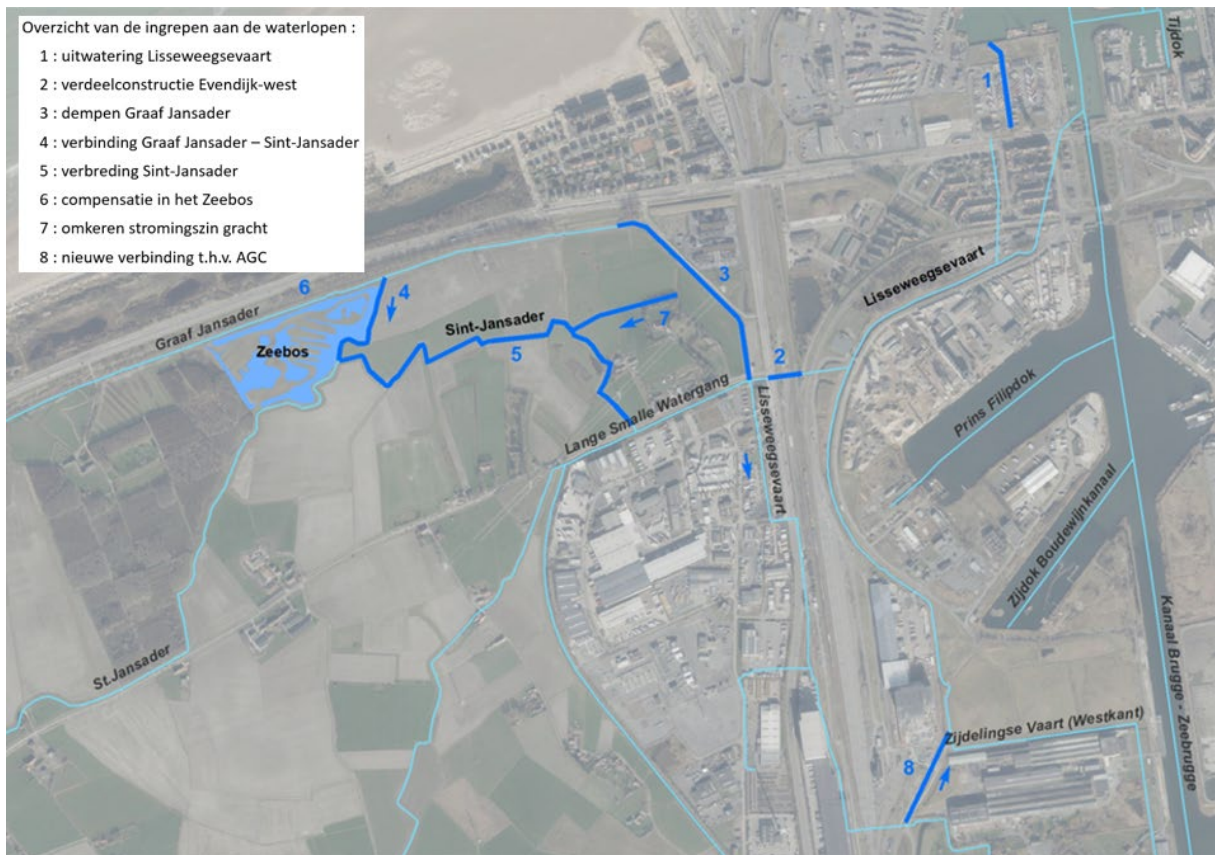 Overzicht van de ingrepen aan de waterlopen :
1 : uitwatering Lisseweegsevaart
2 : verdeelconstructie Evendijk-west
3 : dempen Graaf Jansader
4 : verbinding Graaf Jansader – Sint-Jansader
5 : verbreding Sint-Jansader
6 : compensatie in het Zeebos
7 : omkeren stromingszin gracht
8 : nieuwe verbinding t.h.v. AGC
Tijdok
1
3
Lisseweegsevaart
6
4
Graaf Jansader
Sint-Jansader
7
Zeebos
5
2
Prins Filipdok
Lange Smalle Watergang
Lisseweegsevaart
Zijdok Boudewijnkanaal
Kanaal Brugge - Zeebrugge
St.Jansader
Zijdelingse Vaart (Westkant)
8